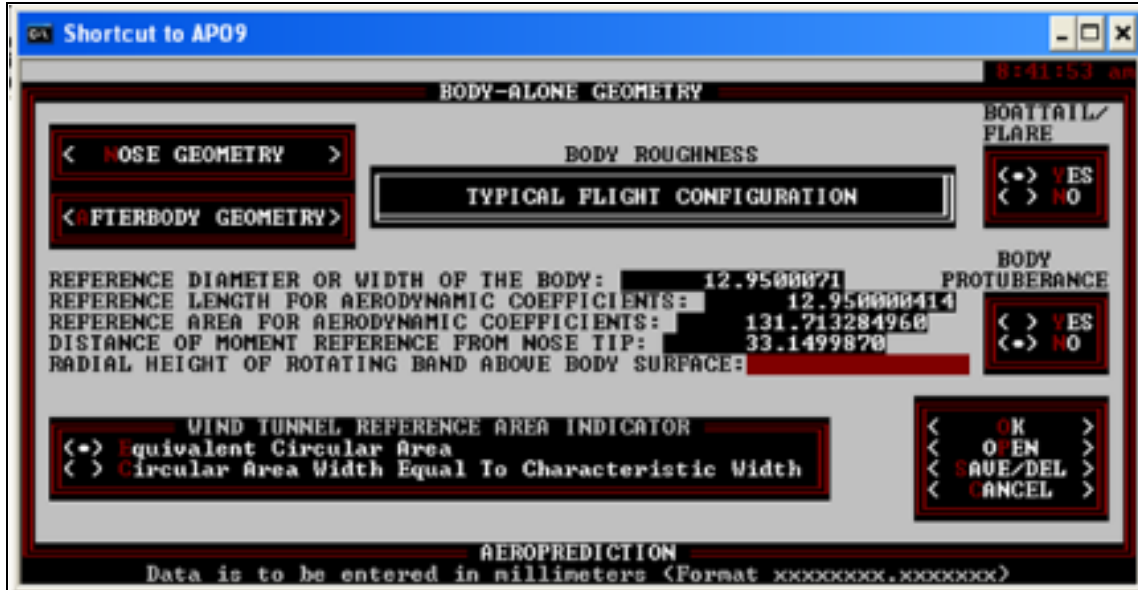 Shortcut to APO9
8:41:53 am
BODY-ALONE GEOMETRY
< NOSE GEOMETRY >
<AFTERBODY GEOMETRY>
BODY ROUGHNESS
TYPICAL FLIGHT CONFIGURATION
BOATTAIL/
FLARE
(•) YES
( ) NO
REFERENCE DIAMETER OR WIDTH OF THE BODY: 12.9500071
REFERENCE LENGTH FOR AERODYNAMIC COEFFICIENTS: 12.950000414
REFERENCE AREA FOR AERODYNAMIC COEFFICIENTS: 131.713284960
DISTANCE OF MOMENT REFERENCE FROM NOSE TIP: 33.1499870
RADIAL HEIGHT OF ROTATING BAND ABOVE BODY SURFACE:
BODY
PROTUBERANCE
( ) YES
(•) NO
WIND TUNNEL REFERENCE AREA INDICATOR
(•) Equivalent Circular Area
( ) Circular Area Width Equal To Characteristic Width
< OK >
< OPEN >
< SAVE/DEL >
< CANCEL >
AEROPREDICTION
Data is to be entered in millimeters (Format xxxxxxxx.xxxxxxx)